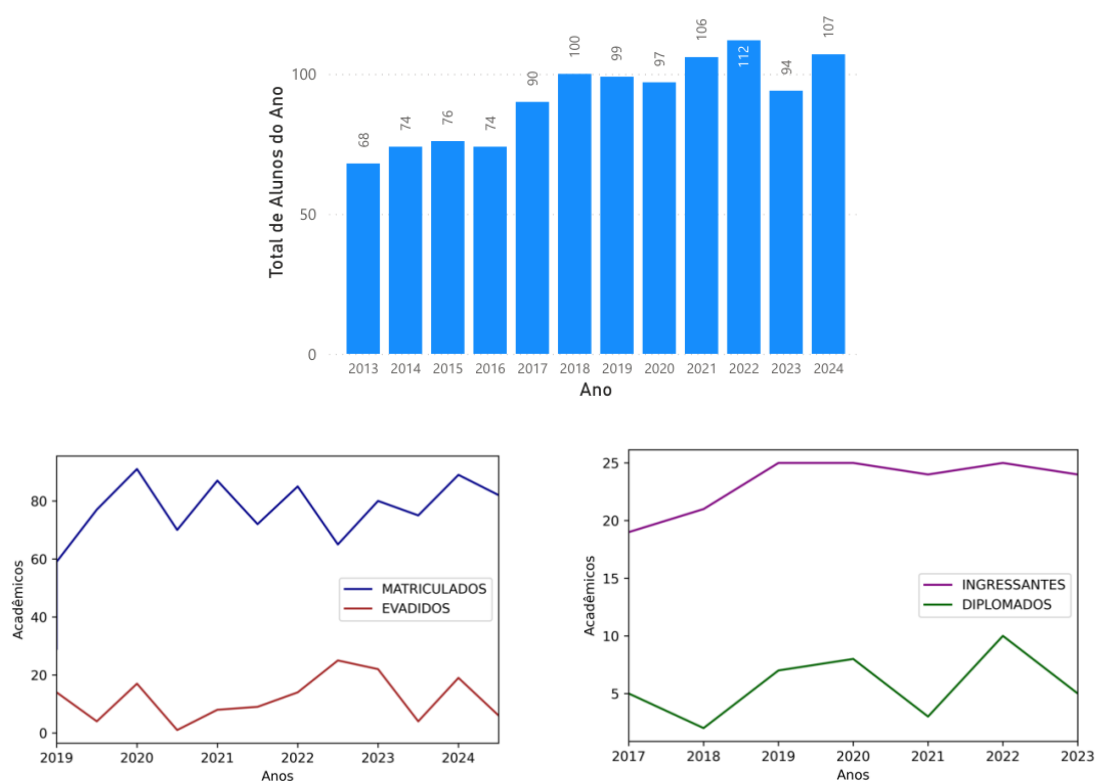 Total de Alunos do Ano
100
50
0
68
74
76
74
90
100
99
97
106
112
94
107
2013 2014 2015 2016 2017 2018 2019 2020 2021 2022 2023 2024
Ano
Acadêmicos
80
60
40
20
0
MATRICULADOS
EVADIDOS
2019 2020 2021 2022 2023 2024
Anos
Acadêmicos
25
20
15
10
5
INGRESSANTES
DIPLOMADOS
2017 2018 2019 2020 2021 2022 2023
Anos